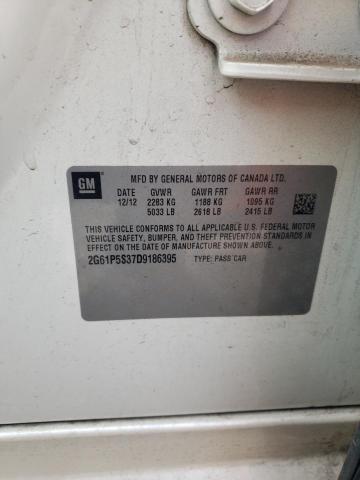 GM
MFD BY GENERAL MOTORS OF CANADA LTD.
DATE GVWR GAWR FRT GAWR RR
12/12 2283 KG 1188 KG 1095 KG
5033 LB 2618 LB 2415 LB
THIS VEHICLE CONFORMS TO ALL APPLICABLE U.S. FEDERAL MOTOR
VEHICLE SAFETY, BUMPER, AND THEFT PREVENTION STANDARDS IN
EFFECT ON THE DATE OF MANUFACTURE SHOWN ABOVE.
2G61P5S37D9186395 TYPE: PASS CAR